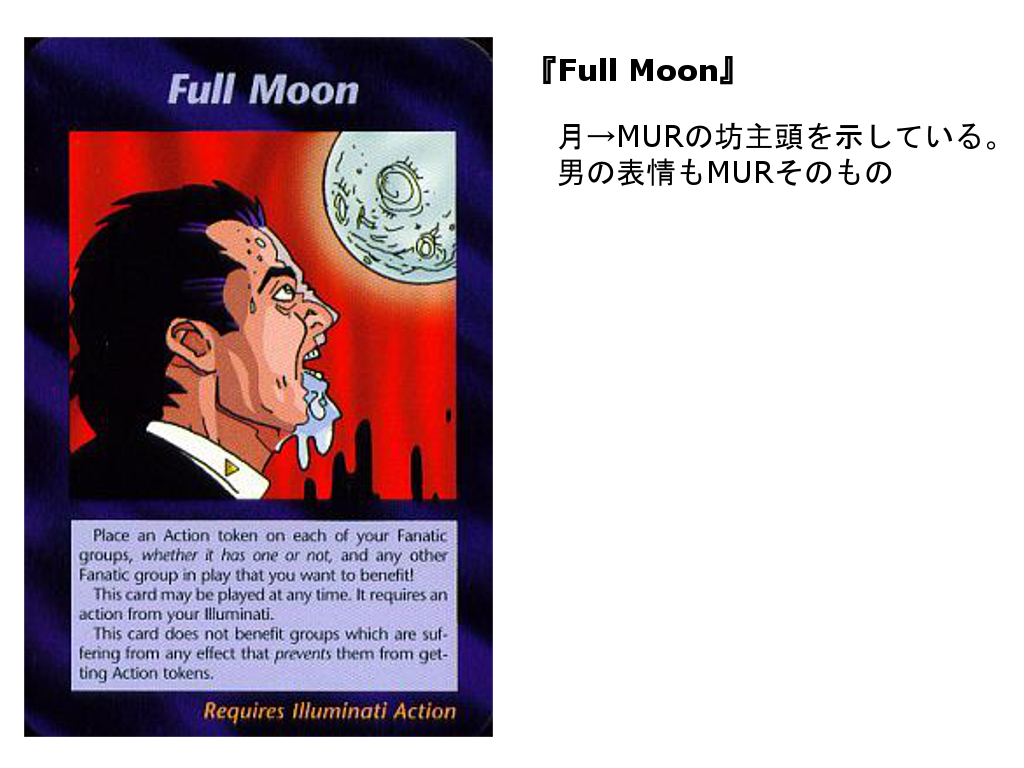 Full Moon
Place an Action token on each of your Fanatic
groups, whether it has one or not, and any other
Fanatic group in play that you want to benefit!
This card may be played at any time. It requires an
action from your Illuminati.
This card does not benefit groups which are suf-
fering from any effect that prevents them from get-
ting Action tokens.
Requires Illuminati Action
『Full Moon』
月→MURの坊主頭を示している。
男の表情もMURそのもの